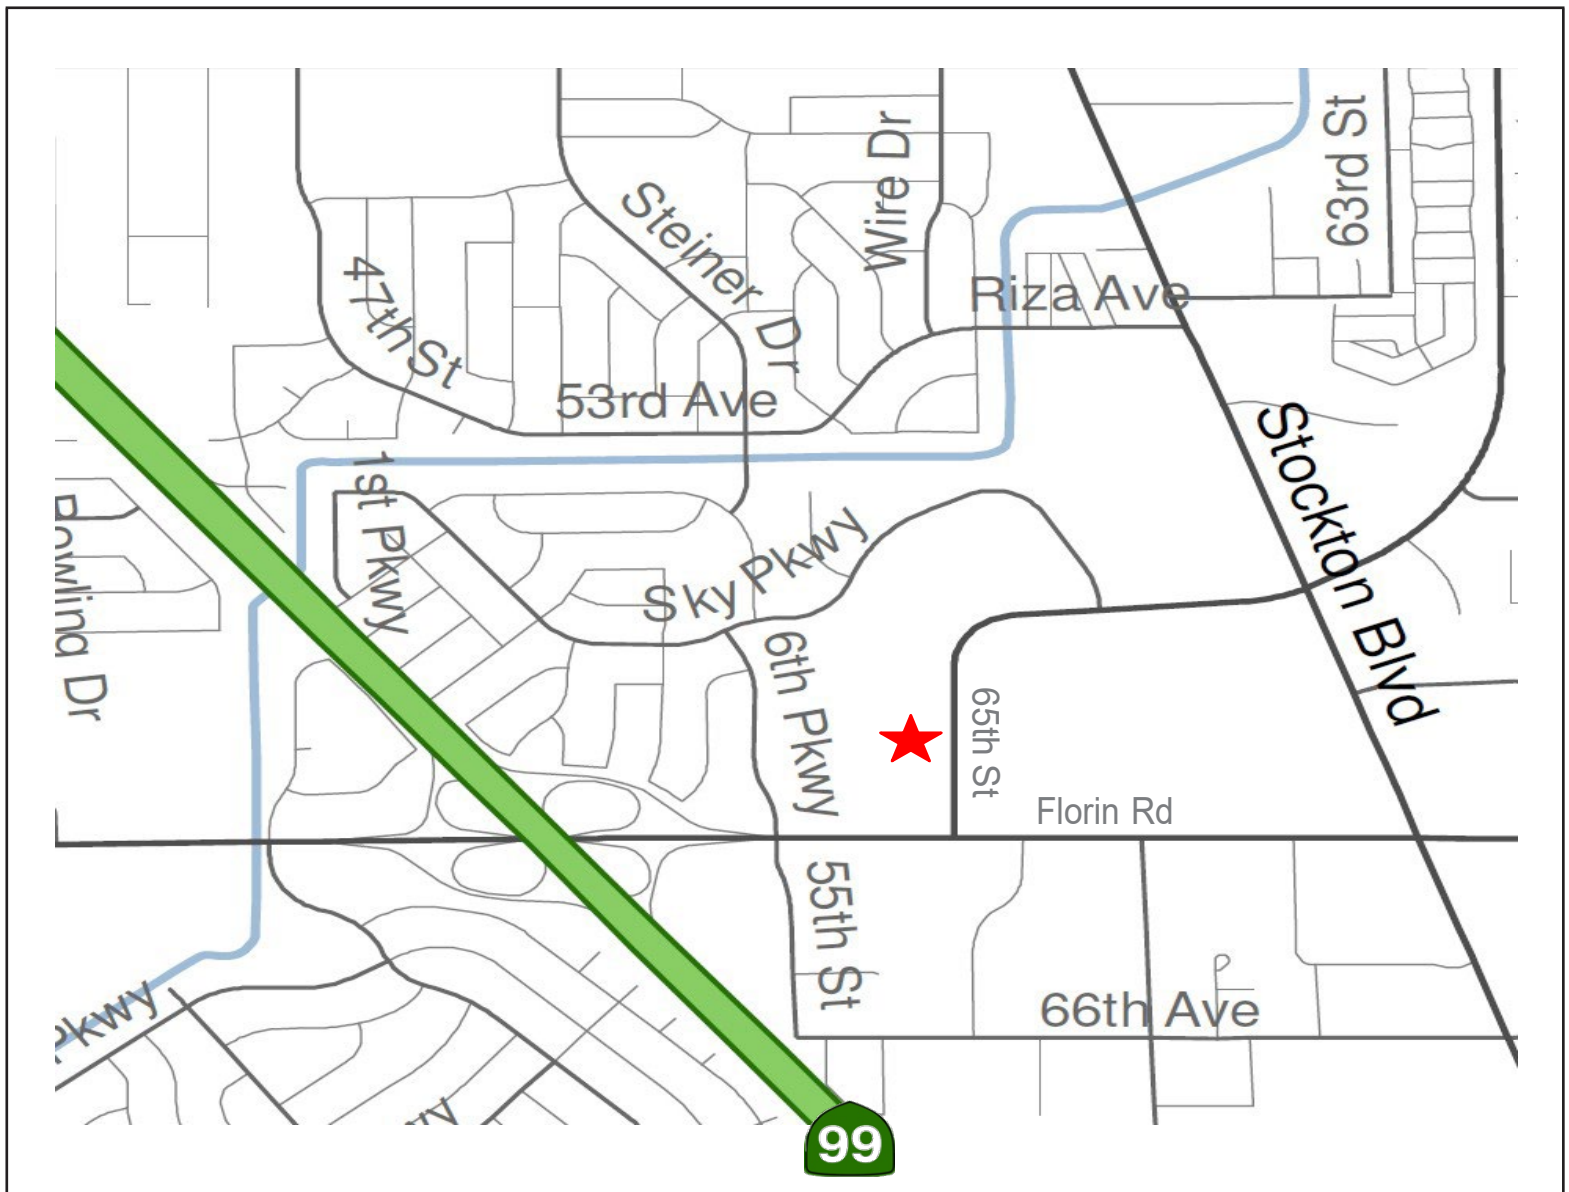 Wire Dr
63rd St
Steiner Dr
47th St
Riza Ave
53rd Ave
Stockton Blvd
1st Pkwy
Sky Pkwy
Dr
6th Pkwy
65th St
Florin Rd
55th St
66th Ave
Pkwy
99